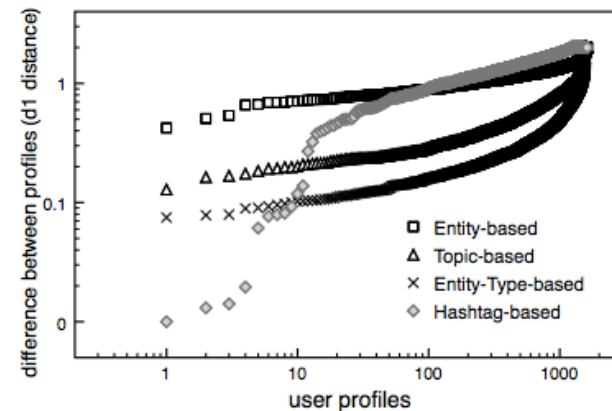 difference between profiles (d1 distance)
1
0.1
0
Entity-based
Topic-based
Entity-Type-based
Hashtag-based
1 10 100 1000
user profiles